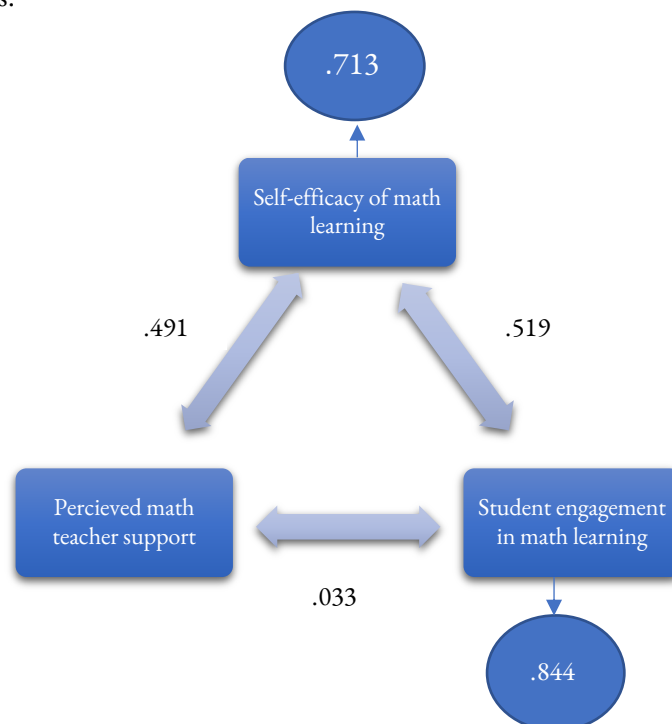 s.
.713
Self-efficacy of math
learning
.491
.519
Percieved math
teacher support
Student engagement
in math learning
.033
.844